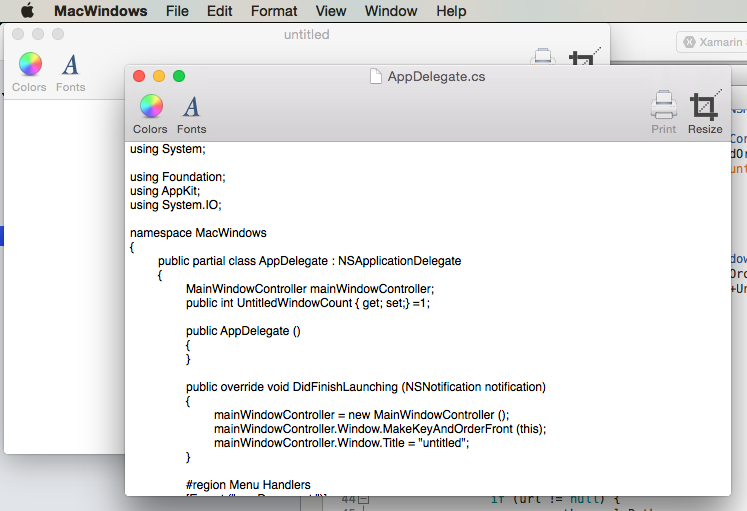 MacWindows File Edit Format View Window Help
untitled
Xamarin
Colors Fonts
AppDelegate.cs
Colors Fonts Print Resize
using System;
using Foundation;
using AppKit;
using System.IO;
namespace MacWindows
{
public partial class AppDelegate : NSApplicationDelegate
{
MainWindowController mainWindowController;
public int UntitledWindowCount { get; set;} =1;
public AppDelegate ()
{
}
public override void DidFinishLaunching (NSNotification notification)
{
mainWindowController = new MainWindowController ();
mainWindowController.Window.MakeKeyAndOrderFront (this);
mainWindowController.Window.Title = "untitled";
}
#region Menu Handlers
44 if (url != null) {